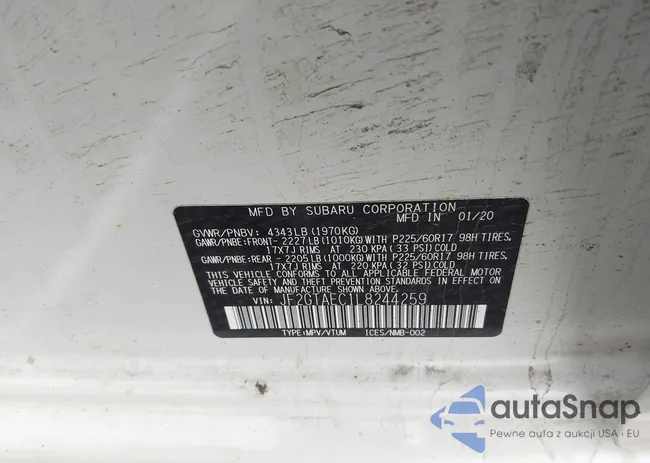 MFD BY SUBARU CORPORATION
MFD IN 01/20
GVWR/PNBV: 4343LB (1970KG)
GAWR/PNBE:FRONT- 2227LB (1010KG) WITH P225/60R17 98H TIRES,
17X7J RIMS AT 230 KPA (33 PSI) COLD
GAWR/PNBE:REAR - 2205LB (1000KG) WITH P225/60R17 98H TIRES,
17X7J RIMS AT 220 KPA (32 PSI) COLD
THIS VEHICLE CONFORMS TO ALL APPLICABLE FEDERAL MOTOR
VEHICLE SAFETY AND THEFT PREVENTION STANDARDS IN EFFECT ON
THE DATE OF MANUFACTURE SHOWN ABOVE.
VIN: JF2GTAEC1L8244259
TYPE:MPV/VTUM ICES/NMB-002
autaSnap
Pewne auta z aukcji USA i EU